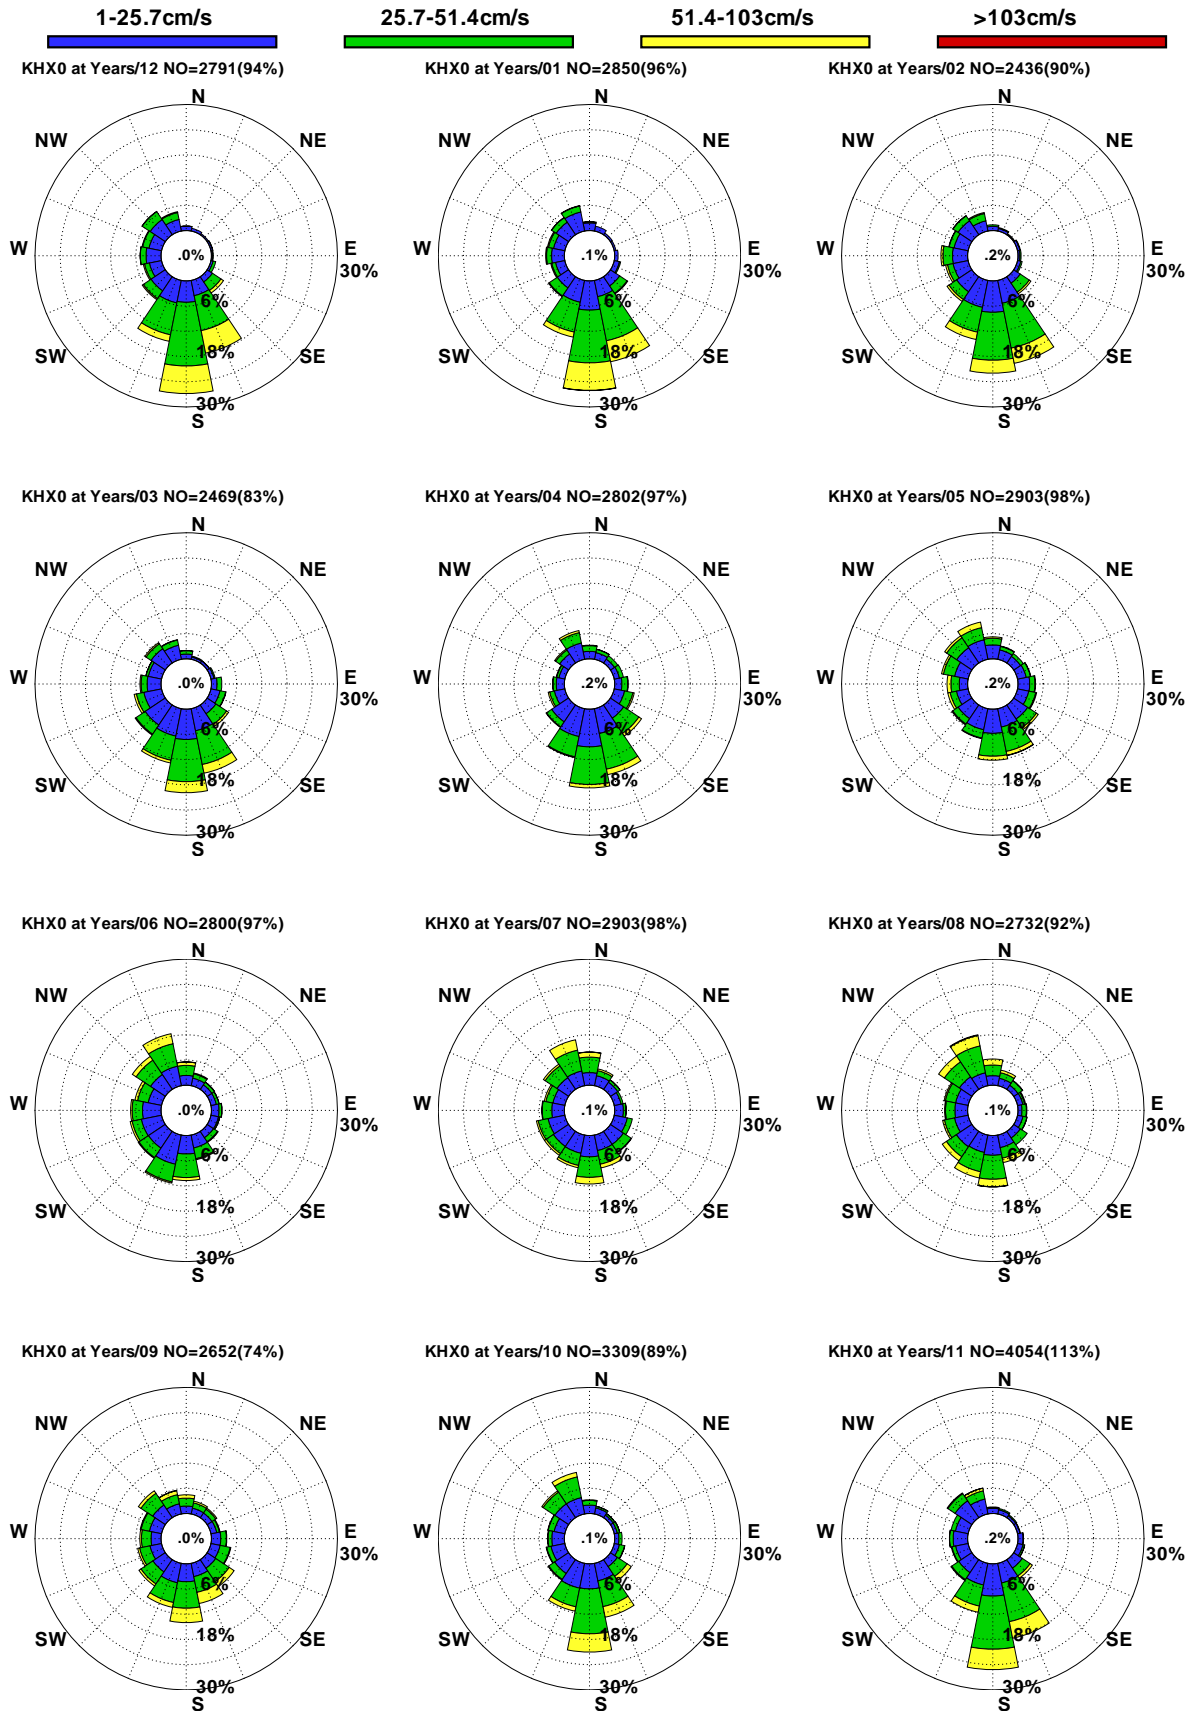 1-25.7cm/s 25.7-51.4cm/s 51.4-103cm/s >103cm/s
KHX0 at Years/12 NO=2791(94%) KHX0 at Years/01 NO=2850(96%) KHX0 at Years/02 NO=2436(90%)
N N N
NW NE NW NE NW NE
W .0% E W .1% E W .2% E
30% 30% 30%
6% 6% 6%
SW 18% SE SW 18% SE SW 18% SE
30% 30% 30%
S S S
KHX0 at Years/03 NO=2469(83%) KHX0 at Years/04 NO=2802(97%) KHX0 at Years/05 NO=2903(98%)
N N N
NW NE NW NE NW NE
W .0% E W .2% E W .2% E
30% 30% 30%
6% 6% 6%
SW 18% SE SW 18% SE SW 18% SE
30% 30% 30%
S S S
KHX0 at Years/06 NO=2800(97%) KHX0 at Years/07 NO=2903(98%) KHX0 at Years/08 NO=2732(92%)
N N N
NW NE NW NE NW NE
W .0% E W .1% E W .1% E
30% 30% 30%
6% 6% 6%
SW 18% SE SW 18% SE SW 18% SE
30% 30% 30%
S S S
KHX0 at Years/09 NO=2652(74%) KHX0 at Years/10 NO=3309(89%) KHX0 at Years/11 NO=4054(113%)
N N N
NW NE NW NE NW NE
W .0% E W .1% E W .2% E
30% 30% 30%
6% 6% 6%
SW 18% SE SW 18% SE SW 18% SE
30% 30% 30%
S S S